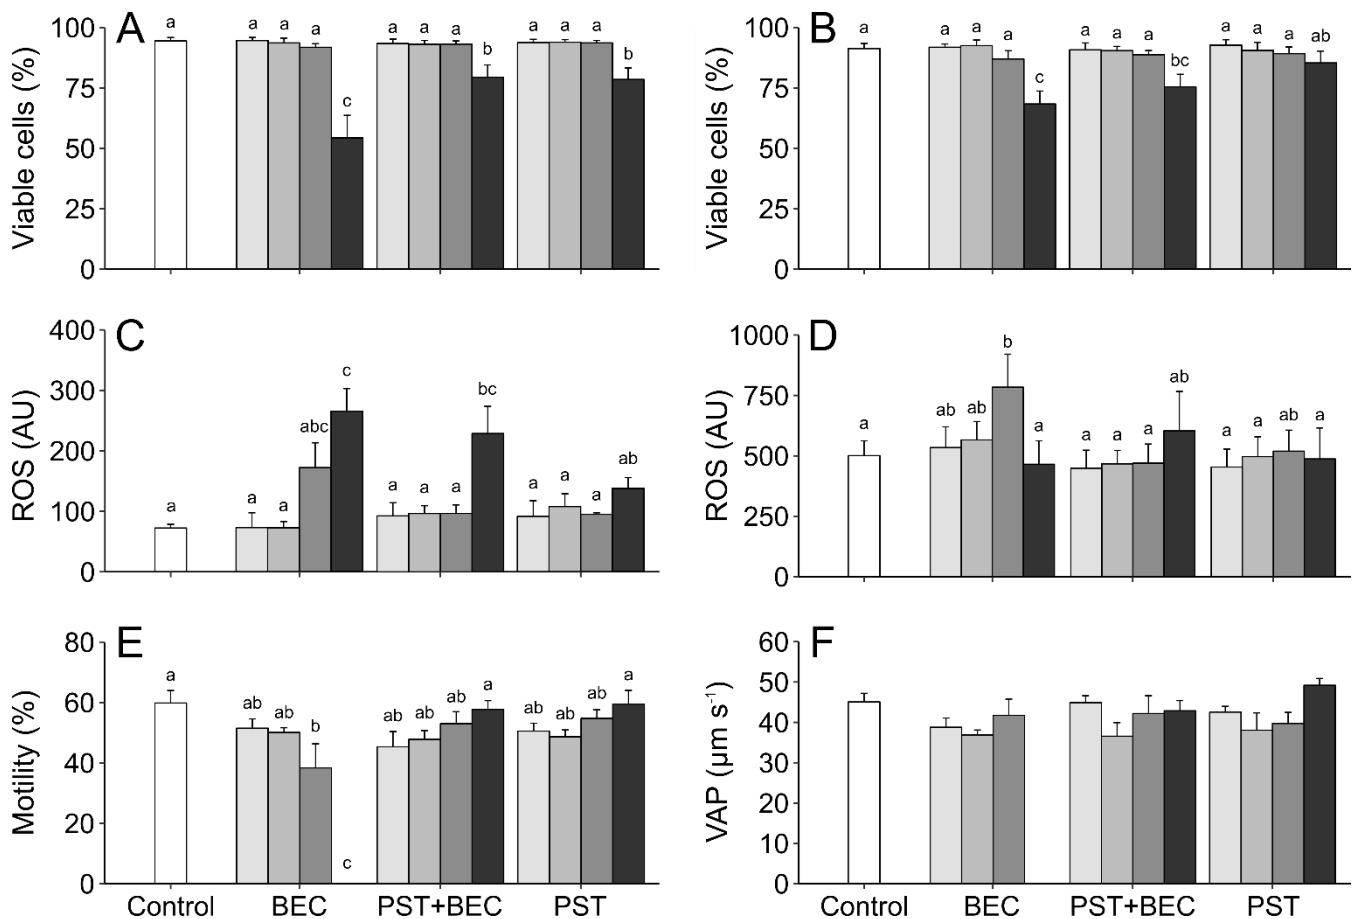 A
Viable cells (%)
100
75
50
25
0
a
a
a
a
c
a
a
a
b
a
a
a
b
B
Viable cells (%)
100
75
50
25
0
a
a
a
a
c
a
a
a
bc
a
a
a
ab
C
ROS (AU)
400
300
200
100
0
a
a
a
abc
c
a
a
a
bc
a
a
a
ab
D
ROS (AU)
1000
750
500
250
0
a
ab
ab
b
a
a
a
a
ab
a
a
ab
a
E
Motility (%)
80
60
40
20
0
a
ab
ab
b
c
ab
ab
ab
a
ab
ab
ab
a
Control BEC PST+BEC PST
F
VAP (µm s⁻¹)
60
50
40
30
20
10
0
Control BEC PST+BEC PST